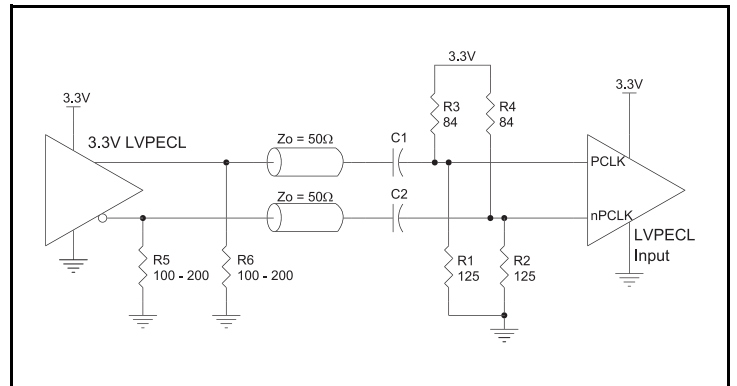 3.3V
3.3V LVPECL
Zo = 50Ω
Zo = 50Ω
C1
C2
3.3V
R3
84
R4
84
3.3V
PCLK
nPCLK
LVPECL
Input
R5
100 - 200
R6
100 - 200
R1
125
R2
125